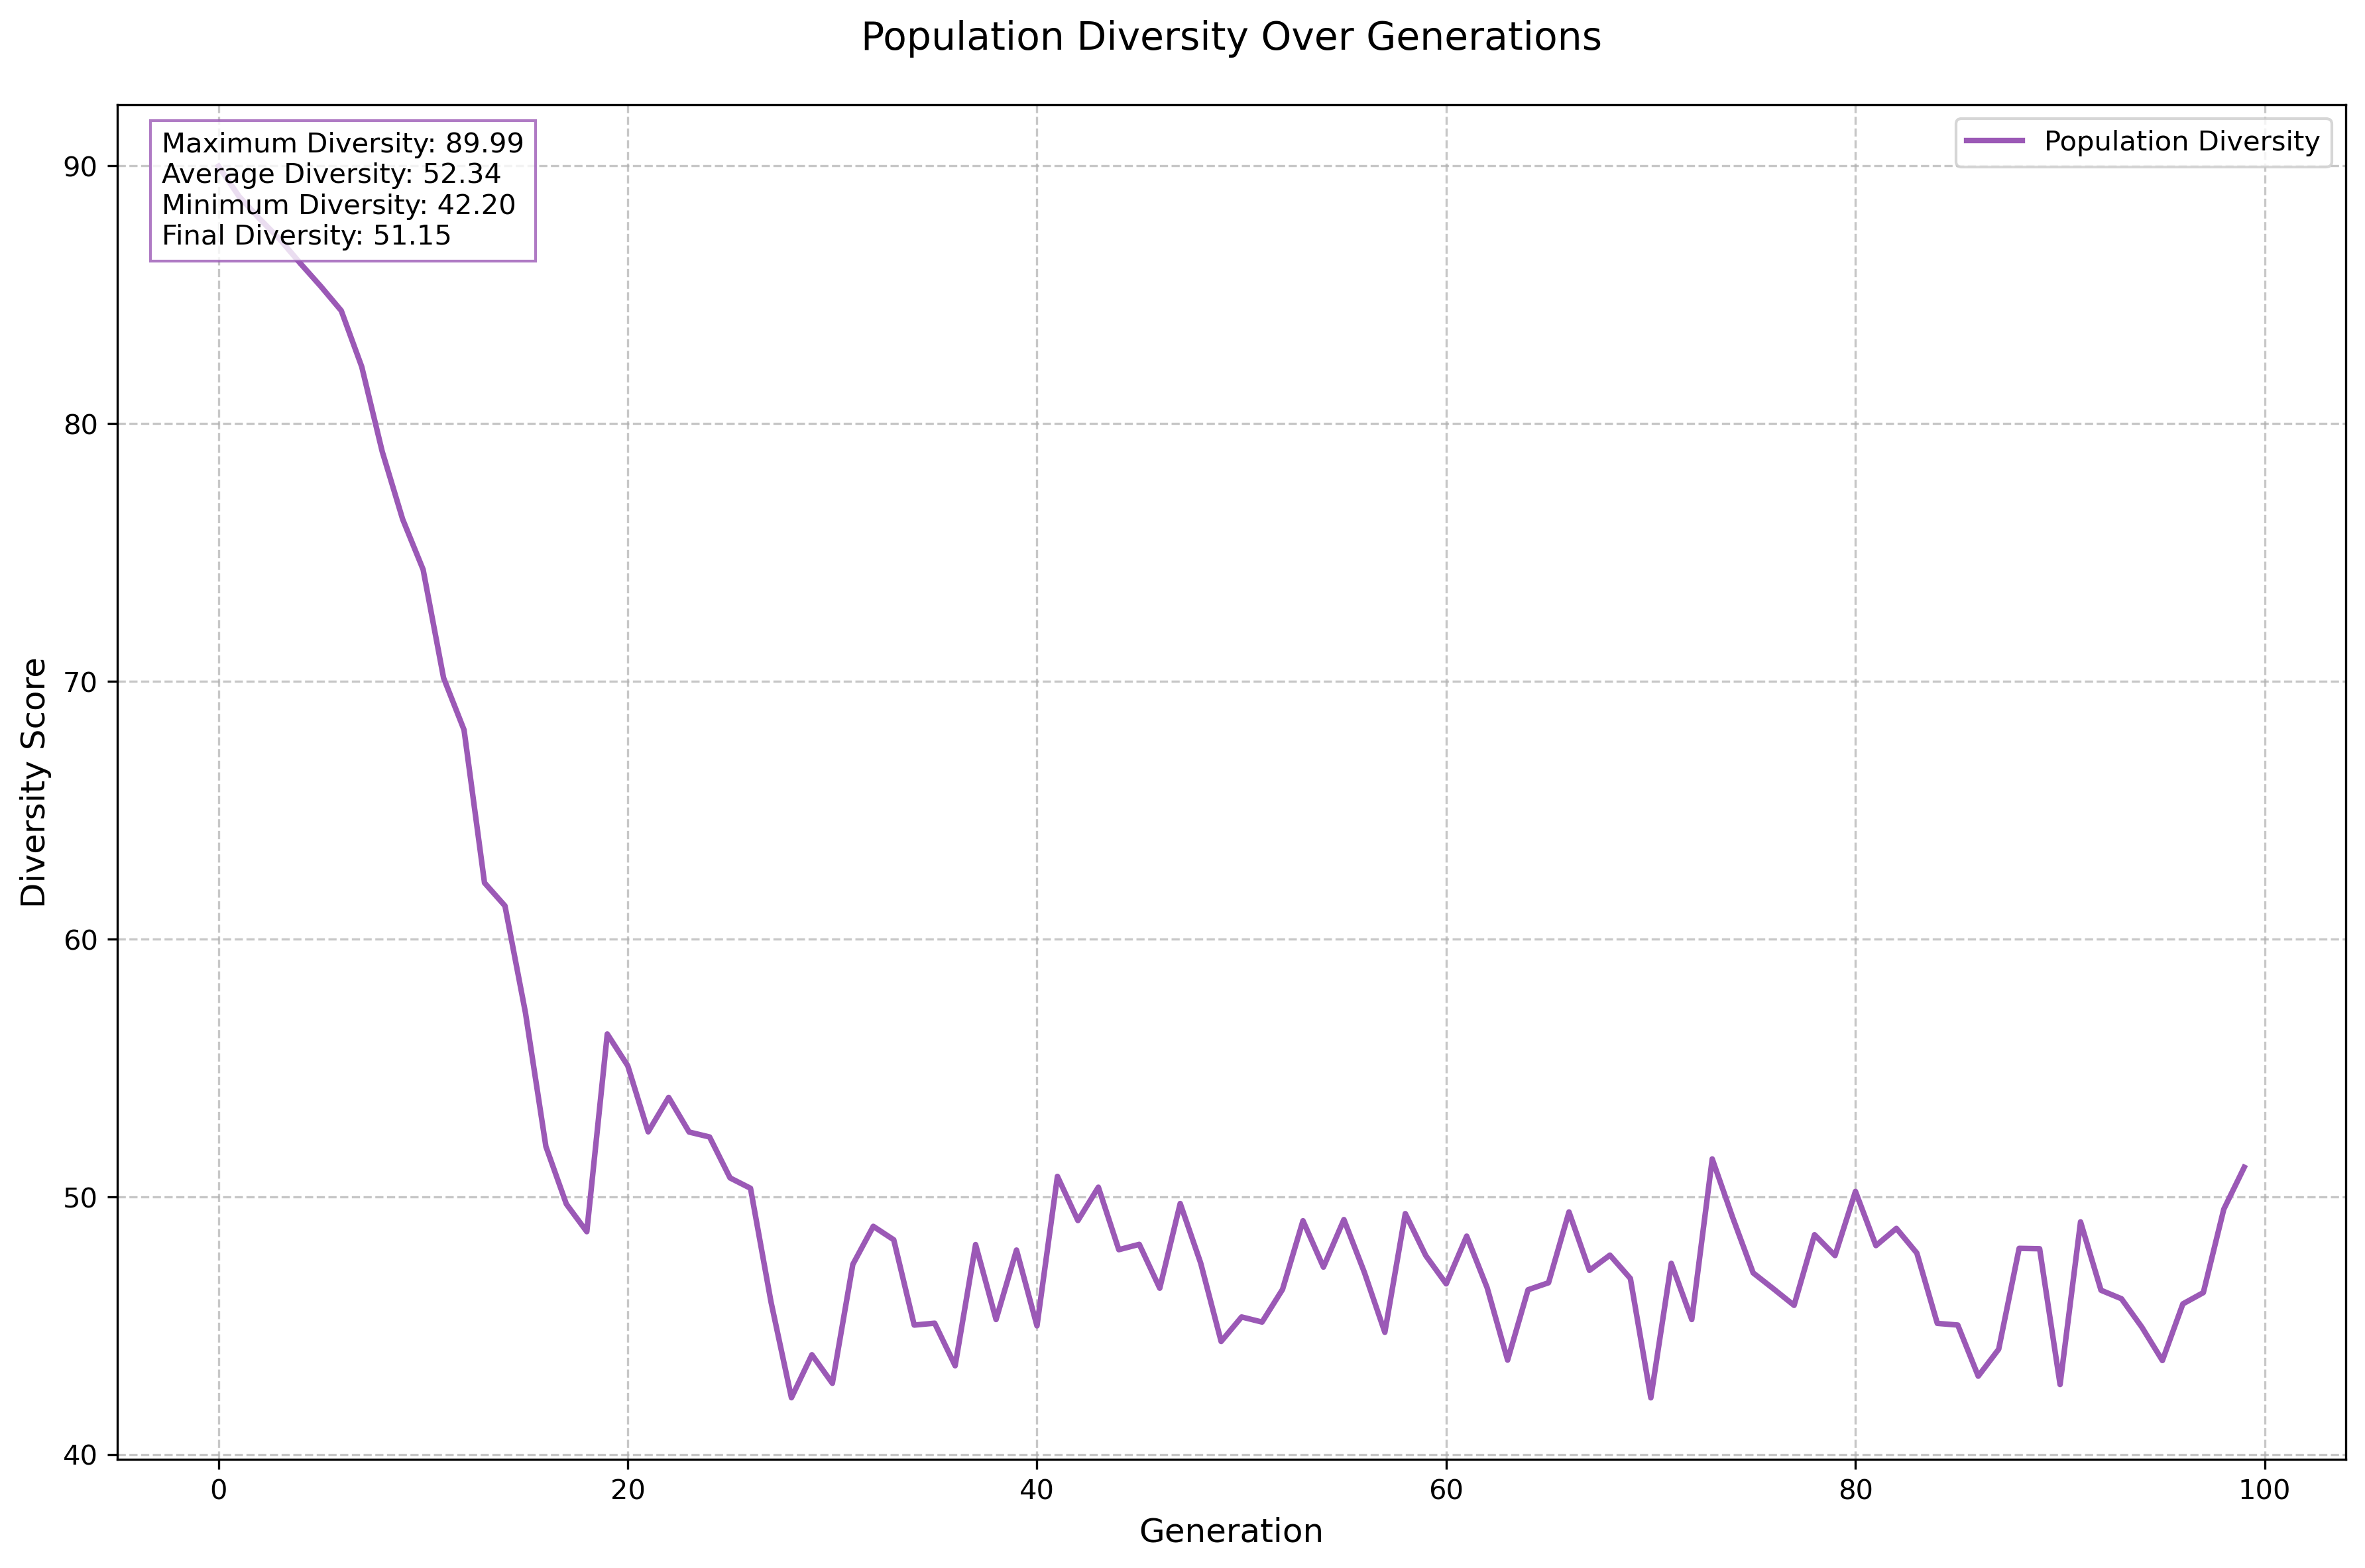 Population Diversity Over Generations
Maximum Diversity: 89.99
Average Diversity: 52.34
Minimum Diversity: 42.20
Final Diversity: 51.15
Population Diversity
90
80
70
60
50
40
Diversity Score
0 20 40 60 80 100
Generation